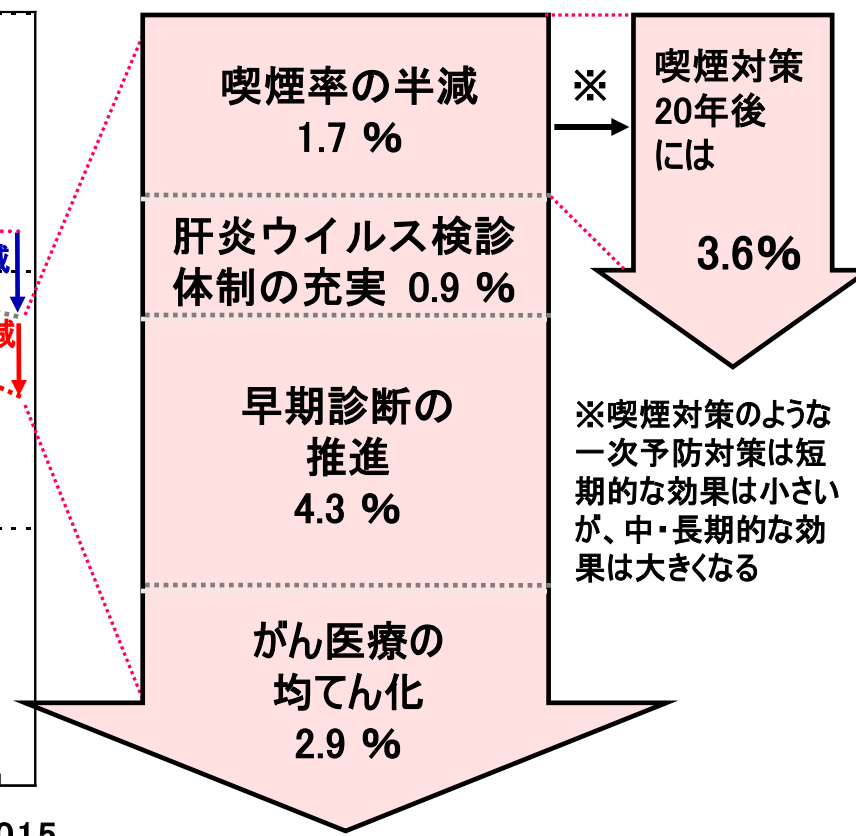 喫煙率の半減
1.7 %
※
喫煙対策
20年後
には
3.6%
肝炎ウイルス検診
体制の充実 0.9 %
減
減
早期診断の
推進
4.3 %
※喫煙対策のような
一次予防対策は短
期的な効果は小さい
が、中・長期的な効
果は大きくなる
がん医療の
均てん化
2.9 %
015